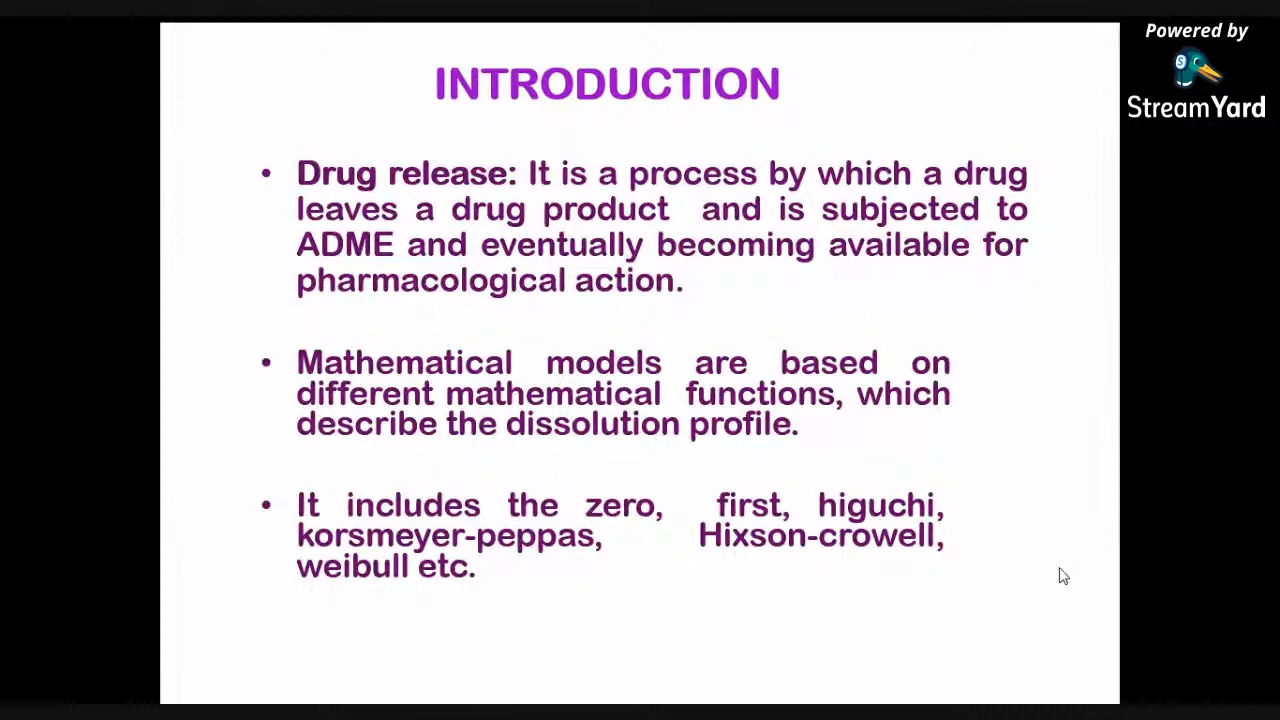 Powered by
StreamYard
INTRODUCTION
• Drug release: It is a process by which a drug
leaves a drug product and is subjected to
ADME and eventually becoming available for
pharmacological action.
• Mathematical models are based on
different mathematical functions, which
describe the dissolution profile.
• It includes the zero, first, higuchi,
korsmeyer-peppas, Hixson-crowell,
weibull etc.